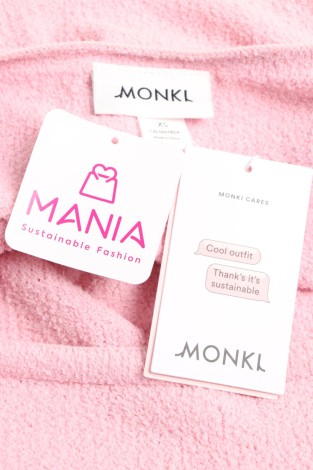 MONKI
XS
MANIA
Sustainable Fashion
MONKI CARES
Cool outfit
Thank's it's
sustainable
MONKI